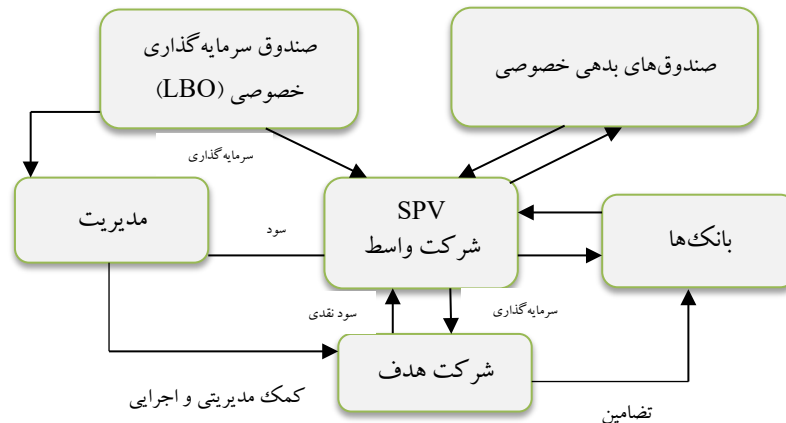 صندوق سرمایه‌گذاری
خصوصی (LBO)
صندوق‌های بدهی خصوصی
سرمایه‌گذاری
مدیریت
سود
SPV
شرکت واسط
بانک‌ها
سود نقدی
سرمایه‌گذاری
شرکت هدف
کمک مدیریتی و اجرایی
تضامین